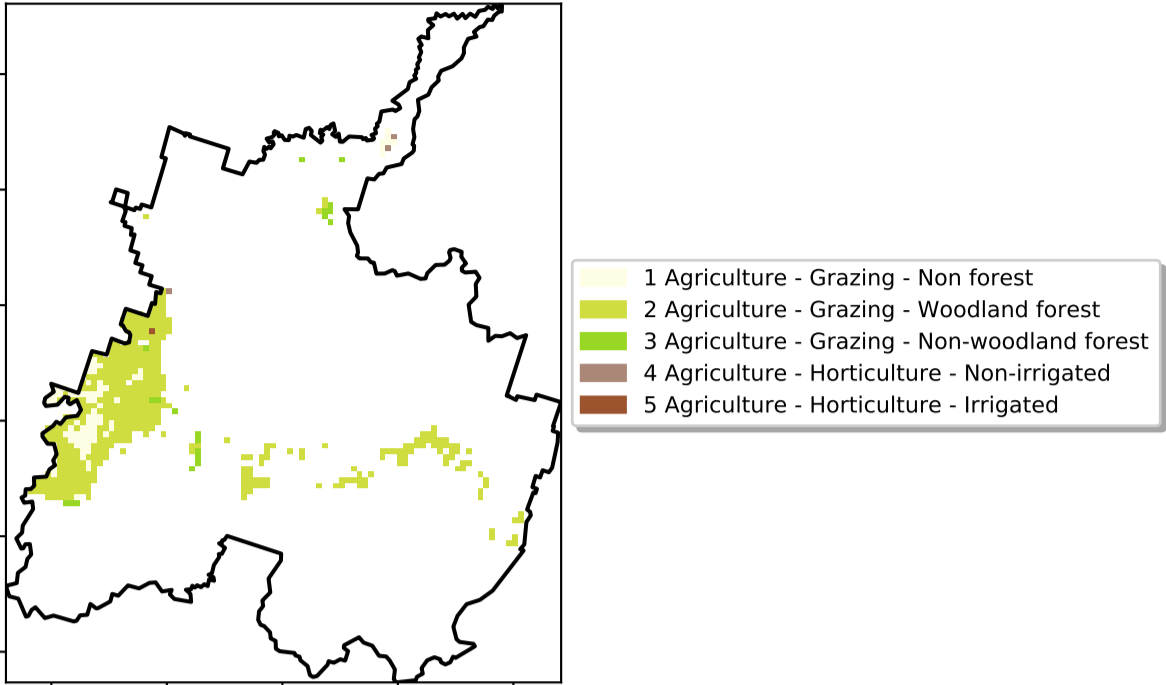 1 Agriculture - Grazing - Non forest
2 Agriculture - Grazing - Woodland forest
3 Agriculture - Grazing - Non-woodland forest
4 Agriculture - Horticulture - Non-irrigated
5 Agriculture - Horticulture - Irrigated